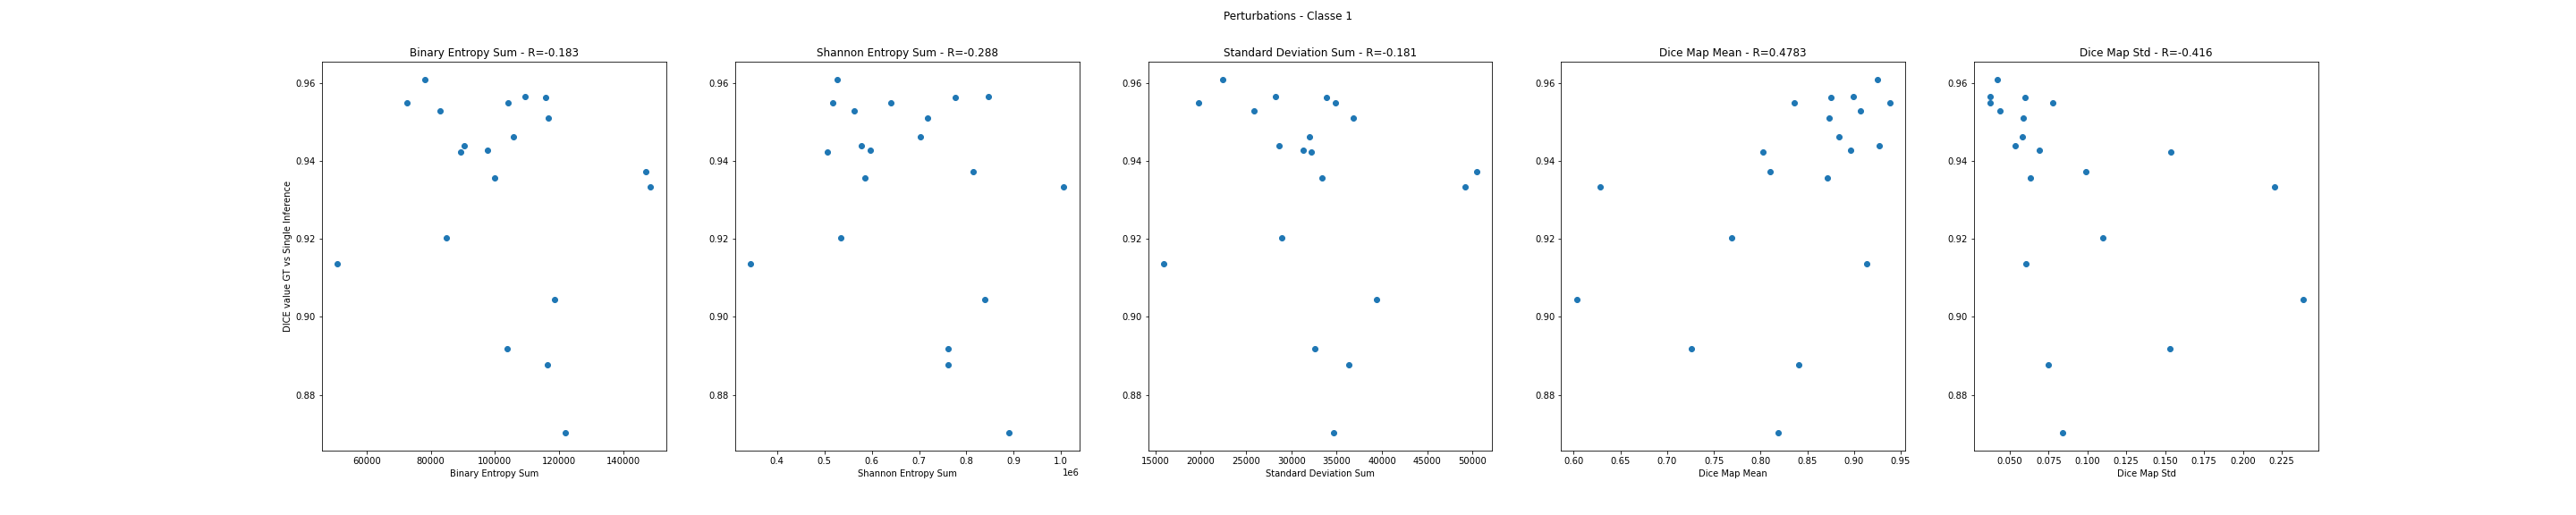 Perturbations - Classe 1
Binary Entropy Sum - R=-0.183
0.96
0.94
0.92
0.90
0.88
DICE value GT vs Single Inference
60000 80000 100000 120000 140000
Binary Entropy Sum
Shannon Entropy Sum - R=-0.288
0.96
0.94
0.92
0.90
0.88
0.4 0.5 0.6 0.7 0.8 0.9 1.0
1e6
Shannon Entropy Sum
Standard Deviation Sum - R=-0.181
0.96
0.94
0.92
0.90
0.88
15000 20000 25000 30000 35000 40000 45000 50000
Standard Deviation Sum
Dice Map Mean - R=0.4783
0.96
0.94
0.92
0.90
0.88
0.60 0.65 0.70 0.75 0.80 0.85 0.90 0.95
Dice Map Mean
Dice Map Std - R=-0.416
0.96
0.94
0.92
0.90
0.88
0.050 0.075 0.100 0.125 0.150 0.175 0.200 0.225
Dice Map Std